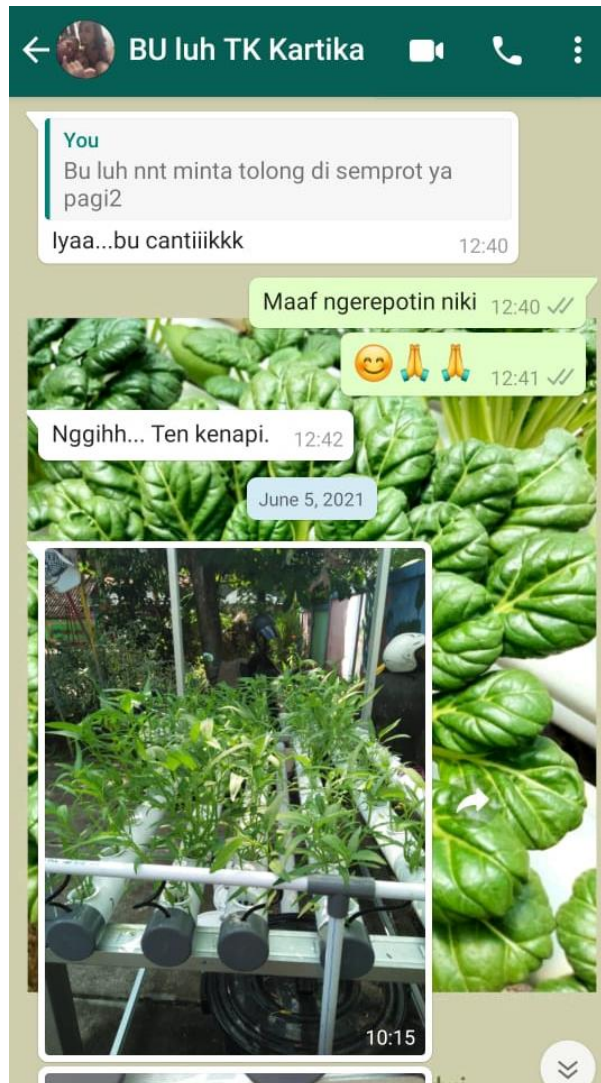 BU luh TK Kartika
You
Bu luh nnt minta tolong di semprot ya
pagi2
Iyaa...bu cantiiikkk
12:40
Maaf ngerepotin niki 12:40
😊🙏🙏 12:41
Nggihh... Ten kenapi. 12:42
June 5, 2021
10:15